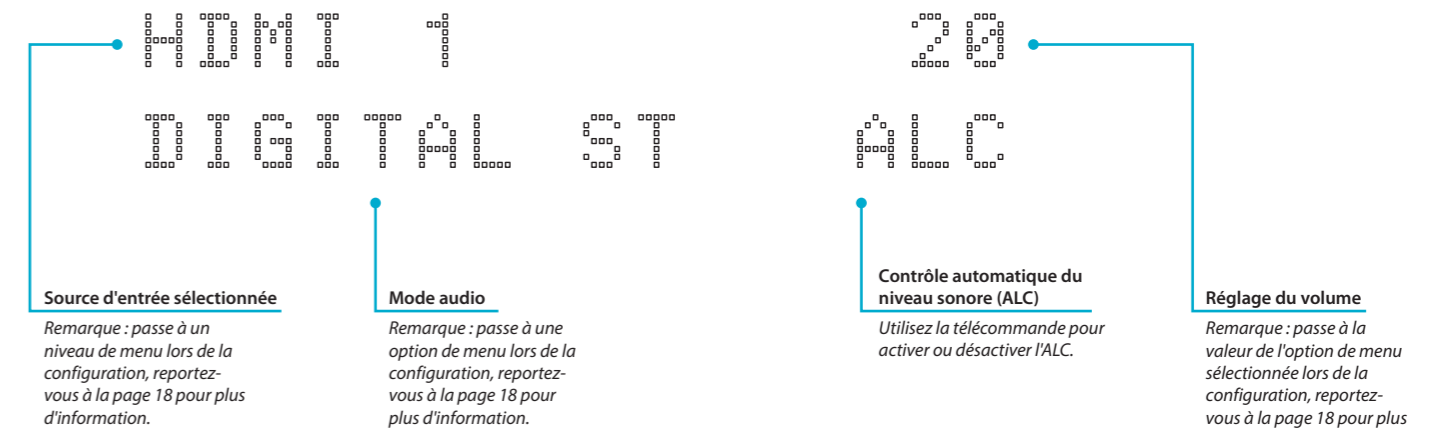 HDMI 1 20
DIGITAL ST ALC
Source d'entrée sélectionnée
Remarque : passe à un
niveau de menu lors de la
configuration, reportez-
vous à la page 18 pour plus
d'information.
Mode audio
Remarque : passe à une
option de menu lors de la
configuration, reportez-
vous à la page 18 pour
plus d'information.
Contrôle automatique du
niveau sonore (ALC)
Utilisez la télécommande pour
activer ou désactiver l'ALC.
Réglage du volume
Remarque : passe à la
valeur de l'option de menu
sélectionnée lors de la
configuration, reportez-
vous à la page 18 pour plus